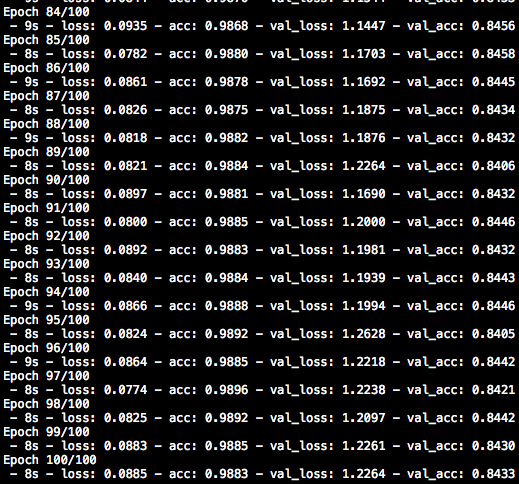 Epoch 84/100
– 9s – loss: 0.0935 – acc: 0.9868 – val_loss: 1.1447 – val_acc: 0.8456
Epoch 85/100
– 8s – loss: 0.0782 – acc: 0.9880 – val_loss: 1.1703 – val_acc: 0.8458
Epoch 86/100
– 9s – loss: 0.0861 – acc: 0.9878 – val_loss: 1.1692 – val_acc: 0.8445
Epoch 87/100
– 8s – loss: 0.0826 – acc: 0.9875 – val_loss: 1.1875 – val_acc: 0.8434
Epoch 88/100
– 9s – loss: 0.0818 – acc: 0.9882 – val_loss: 1.1876 – val_acc: 0.8432
Epoch 89/100
– 8s – loss: 0.0821 – acc: 0.9884 – val_loss: 1.2264 – val_acc: 0.8406
Epoch 90/100
– 8s – loss: 0.0897 – acc: 0.9881 – val_loss: 1.1690 – val_acc: 0.8432
Epoch 91/100
– 8s – loss: 0.0800 – acc: 0.9885 – val_loss: 1.2000 – val_acc: 0.8446
Epoch 92/100
– 8s – loss: 0.0892 – acc: 0.9883 – val_loss: 1.1981 – val_acc: 0.8432
Epoch 93/100
– 8s – loss: 0.0840 – acc: 0.9884 – val_loss: 1.1939 – val_acc: 0.8443
Epoch 94/100
– 9s – loss: 0.0866 – acc: 0.9888 – val_loss: 1.1994 – val_acc: 0.8446
Epoch 95/100
– 8s – loss: 0.0824 – acc: 0.9892 – val_loss: 1.2628 – val_acc: 0.8405
Epoch 96/100
– 9s – loss: 0.0864 – acc: 0.9885 – val_loss: 1.2218 – val_acc: 0.8442
Epoch 97/100
– 8s – loss: 0.0774 – acc: 0.9896 – val_loss: 1.2238 – val_acc: 0.8421
Epoch 98/100
– 8s – loss: 0.0825 – acc: 0.9892 – val_loss: 1.2097 – val_acc: 0.8442
Epoch 99/100
– 8s – loss: 0.0883 – acc: 0.9885 – val_loss: 1.2261 – val_acc: 0.8430
Epoch 100/100
– 8s – loss: 0.0885 – acc: 0.9883 – val_loss: 1.2264 – val_acc: 0.8433